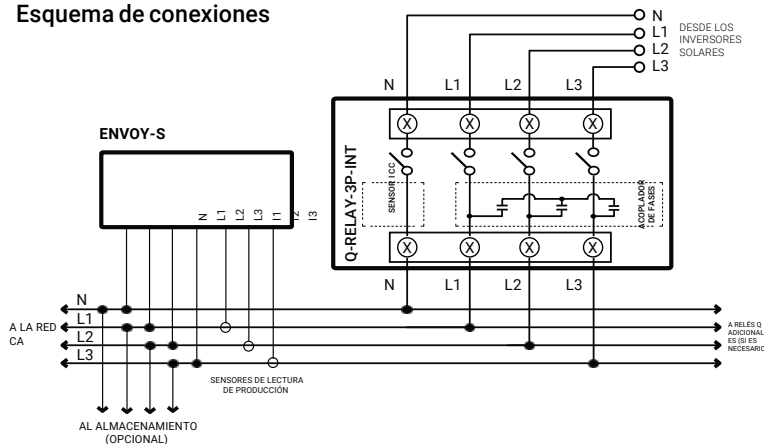 Esquema de conexiones
N
L1
L2
L3
DESDE LOS
INVERSORES
SOLARES
N L1 L2 L3
X X X X
ENVOY-S
N L1 L2 L3 I1 I2 I3
Q-RELAY-3P-INT
SENSOR ICC
ACOPLADOR
DE FASES
X X X X
N L1 L2 L3
A LA RED
CA
N
L1
L2
L3
A RELÉS Q
ADICIONAL
ES (SI ES
NECESARIO
SENSORES DE LECTURA
DE PRODUCCIÓN
AL ALMACENAMIENTO
(OPCIONAL)